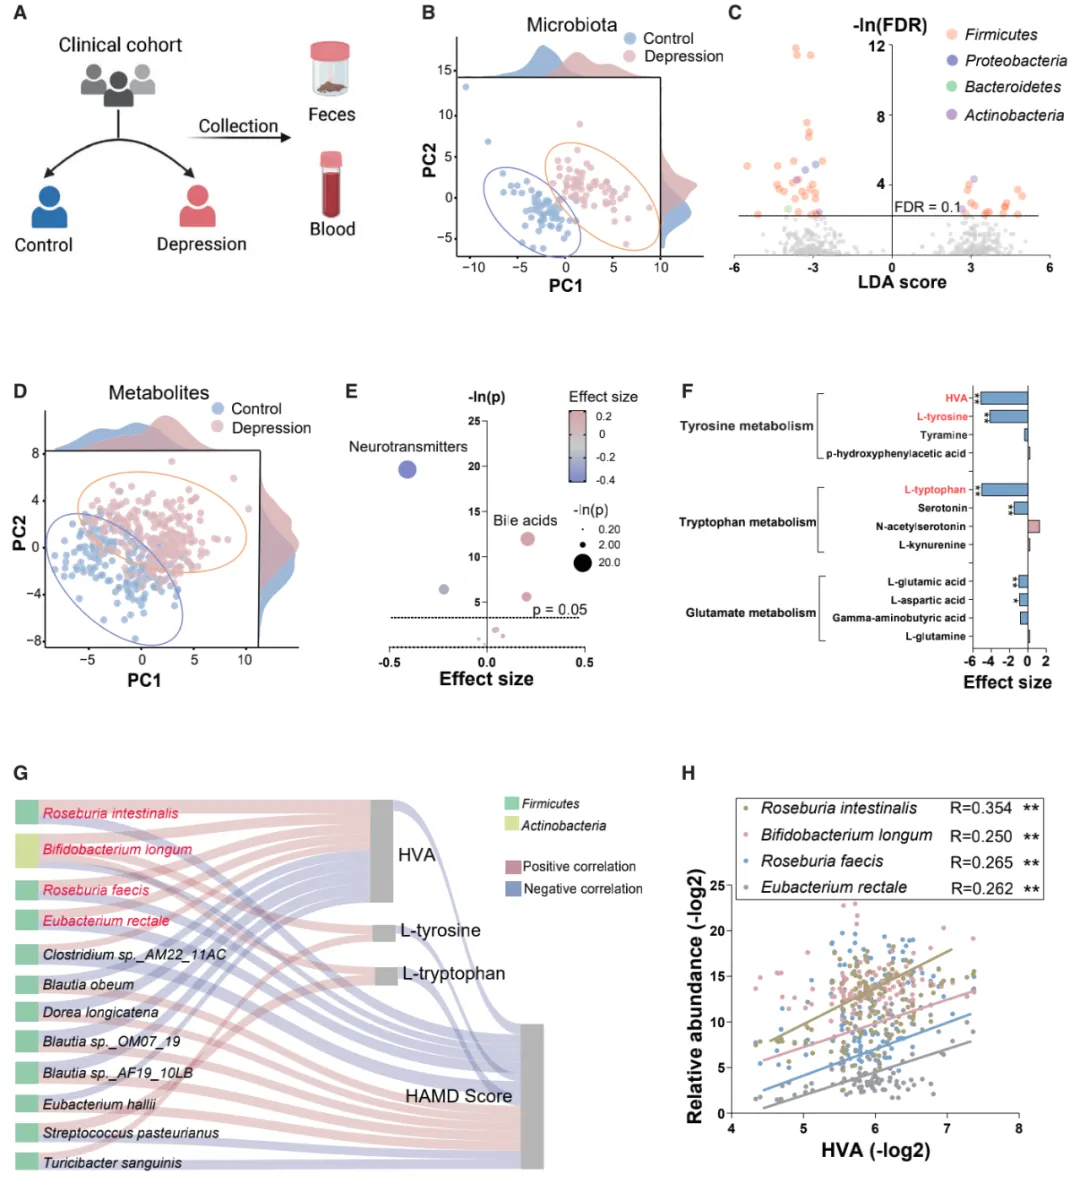 A
Clinical cohort
Collection
Feces
Blood
Control
Depression
B
Microbiota
Control
Depression
15
10
5
0
−5
PC2
−10
−5
0
5
10
PC1
C
-ln(FDR)
12
8
4
Firmicutes
Proteobacteria
Bacteroidetes
Actinobacteria
FDR = 0.1
-6
-3
0
3
6
LDA score
D
Metabolites
Control
Depression
8
4
0
−4
−8
PC2
−5
0
5
10
PC1
E
-ln(p)
25
20
15
10
5
Neurotransmitters
Bile acids
p = 0.05
Effect size
0.2
0
-0.2
-0.4
-ln(p)
0.20
2.00
20.0
-0.5
0.0
0.5
Effect size
F
Tyrosine metabolism
HVA
**
L-tyrosine
**
Tyramine
p-hydroxyphenylacetic acid
Tryptophan metabolism
L-typtophan
**
Serotonin
**
N-acetylserotonin
L-kynurenine
Glutamate metabolism
L-glutamic acid
**
L-aspartic acid
*
Gamma-aminobutyric acid
L-glutamine
-6 -4 -2 0 2
Effect size
G
Roseburia intestinalis
Bifidobacterium longum
Roseburia faecis
Eubacterium rectale
Clostridium sp._AM22_11AC
Blautia obeum
Dorea longicatena
Blautia sp._OM07_19
Blautia sp._AF19_10LB
Eubacterium hallii
Streptococcus pasteurianus
Turicibacter sanguinis
HVA
L-tyrosine
L-tryptophan
HAMD Score
Firmicutes
Actinobacteria
Positive correlation
Negative correlation
H
Roseburia intestinalis R=0.354 **
Bifidobacterium longum R=0.250 **
Roseburia faecis R=0.265 **
Eubacterium rectale R=0.262 **
25
20
15
10
5
0
Relative abundance (-log2)
4
5
6
7
8
HVA (-log2)